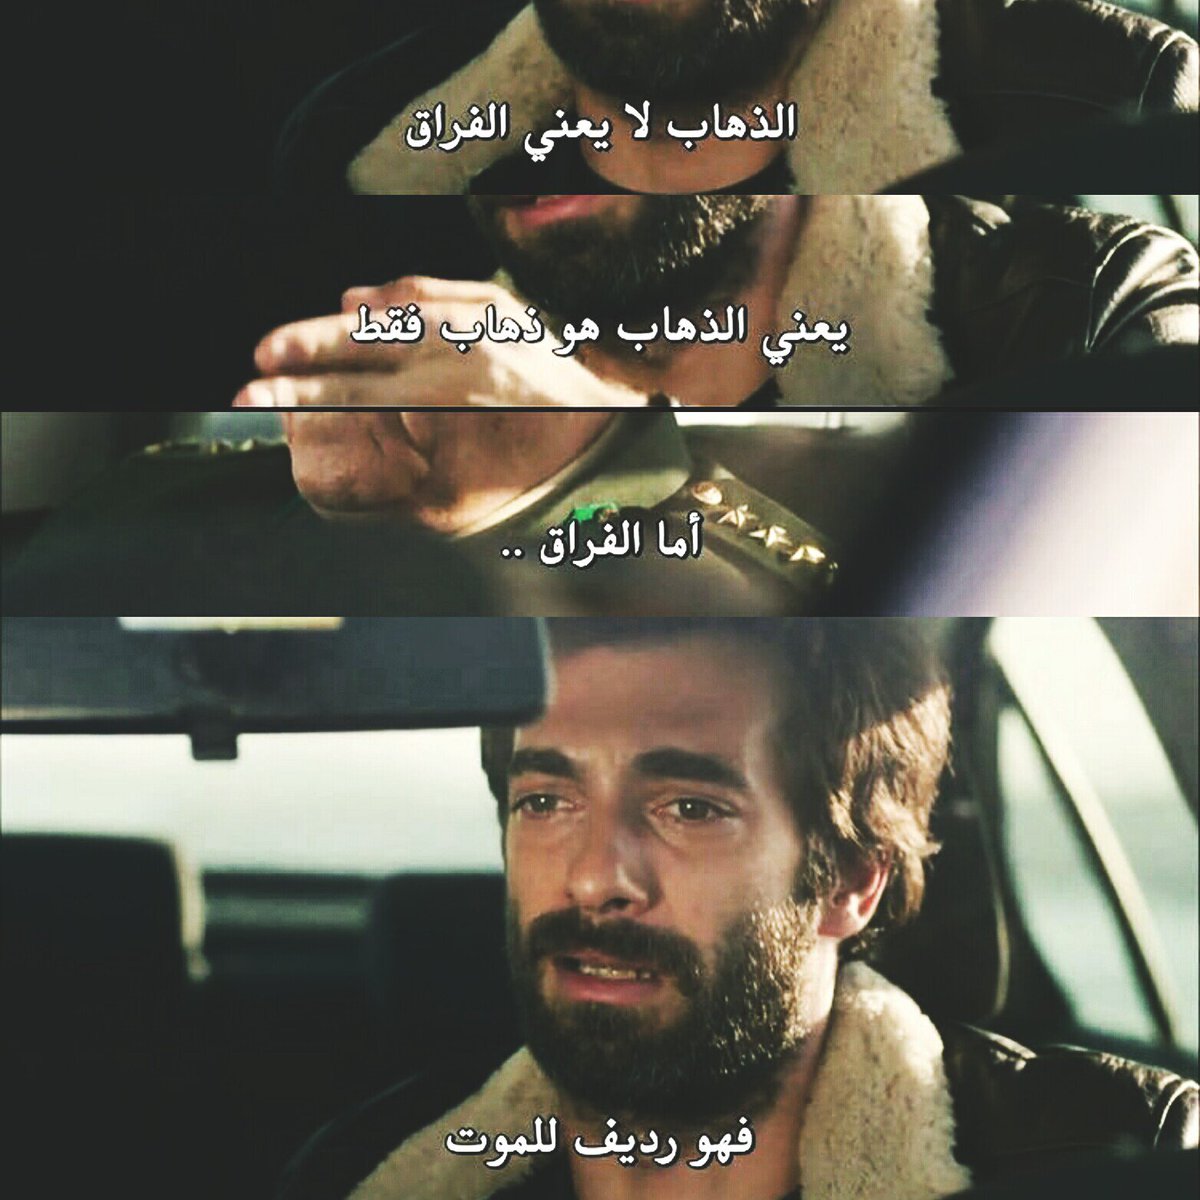 الذهاب لا يعني الفراق
يعني الذهاب هو ذهاب فقط
أما الفراق ..
فهو رديف للموت